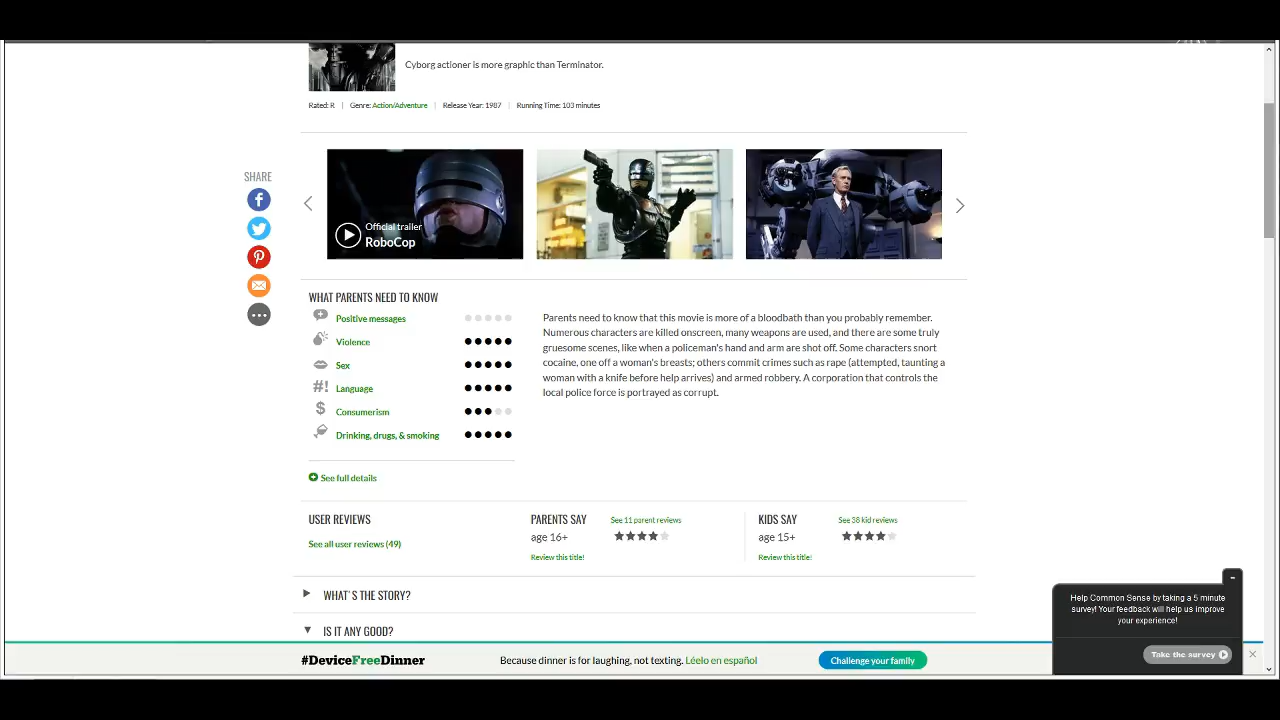 Cyborg actioner is more graphic than Terminator.
Rated: R | Genre: Action/Adventure | Release Year: 1987 | Running Time: 103 minutes
SHARE
Official trailer
RoboCop
WHAT PARENTS NEED TO KNOW
Positive messages
Violence
Sex
#! Language
$ Consumerism
Drinking, drugs, & smoking
See full details
Parents need to know that this movie is more of a bloodbath than you probably remember.
Numerous characters are killed onscreen, many weapons are used, and there are some truly
gruesome scenes, like when a policeman's hand and arm are shot off. Some characters snort
cocaine, one off a woman's breasts; others commit crimes such as rape (attempted, taunting a
woman with a knife before help arrives) and armed robbery. A corporation that controls the
local police force is portrayed as corrupt.
USER REVIEWS
See all user reviews (49)
PARENTS SAY
See 11 parent reviews
age 16+
Review this title!
KIDS SAY
See 38 kid reviews
age 15+
Review this title!
WHAT'S THE STORY?
IS IT ANY GOOD?
#DeviceFreeDinner
Because dinner is for laughing, not texting. Léelo en español
Challenge your family
Help Common Sense by taking a 5 minute
survey! Your feedback will help us improve
your experience!
Take the survey